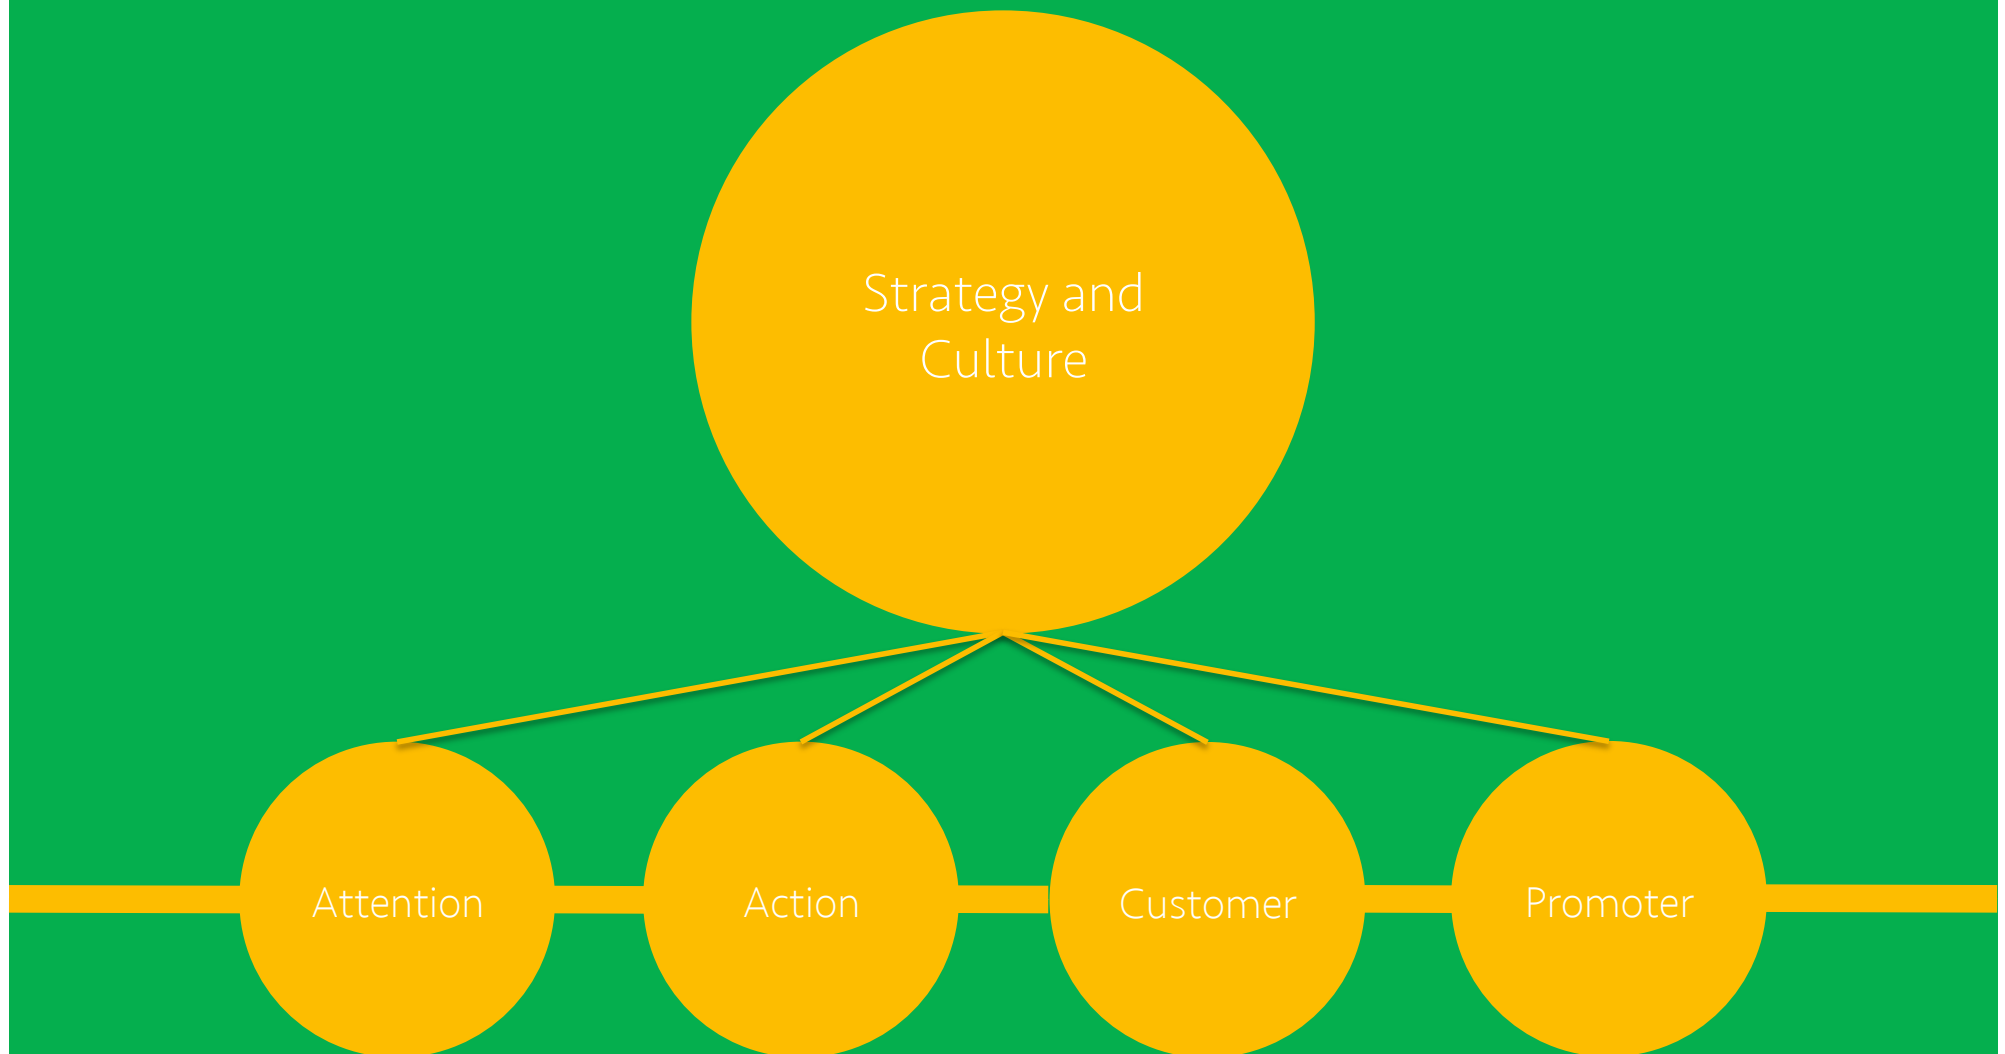 Strategy and
Culture
Attention
Action
Customer
Promoter